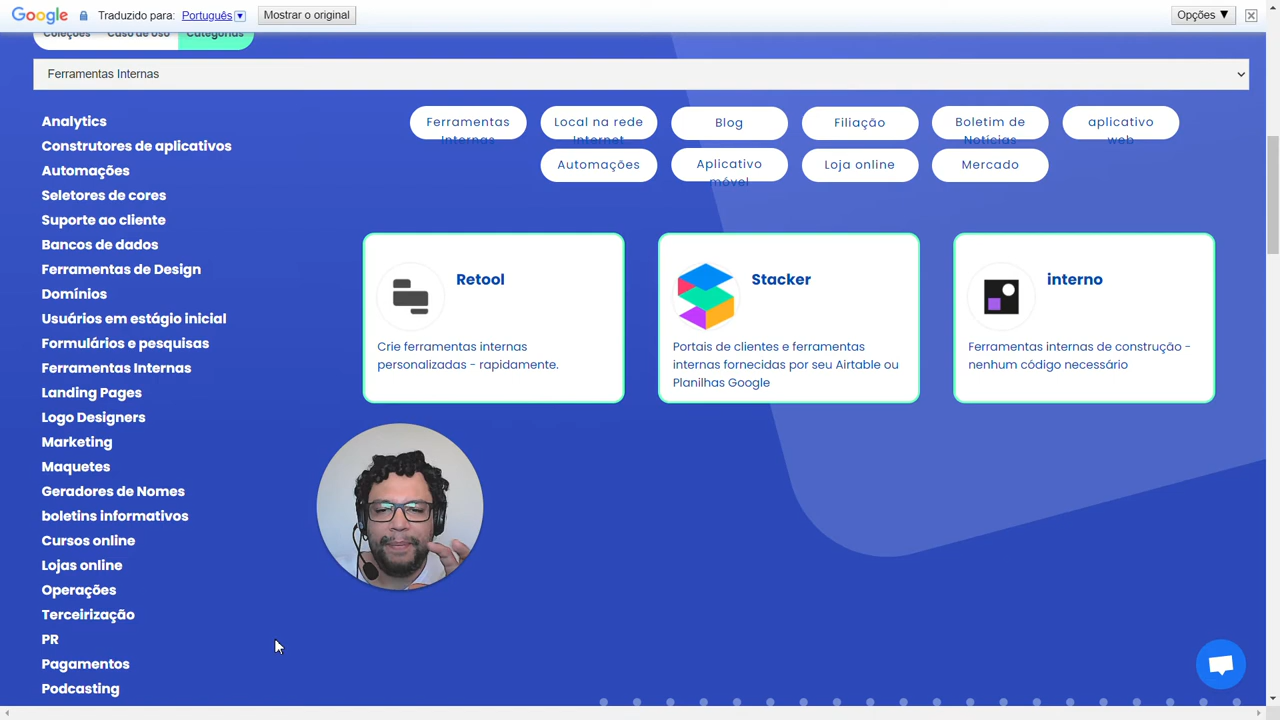 Google
Traduzido para: Português
Mostrar o original
Opções ▼
Coleções
Caso de uso
Categorias
Ferramentas Internas
Analytics
Construtores de aplicativos
Automações
Seletores de cores
Suporte ao cliente
Bancos de dados
Ferramentas de Design
Domínios
Usuários em estágio inicial
Formulários e pesquisas
Ferramentas Internas
Landing Pages
Logo Designers
Marketing
Maquetes
Geradores de Nomes
boletins informativos
Cursos online
Lojas online
Operações
Terceirização
PR
Pagamentos
Podcasting
Ferramentas
Internas
Local na rede
Internet
Blog
Filiação
Boletim de
Notícias
aplicativo
web
Automações
Aplicativo
móvel
Loja online
Mercado
Retool
Crie ferramentas internas
personalizadas - rapidamente.
Stacker
Portais de clientes e ferramentas
internas fornecidas por seu Airtable ou
Planilhas Google
interno
Ferramentas internas de construção -
nenhum código necessário